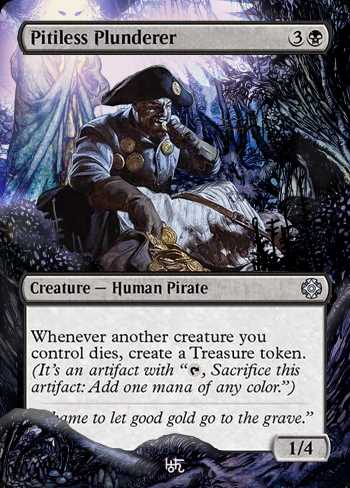 Pitiless Plunderer 3
Creature — Human Pirate
Whenever another creature you
control dies, create a Treasure token.
(It's an artifact with ", Sacrifice this
artifact: Add one mana of any color.")
to let good gold go to the grave."
1/4